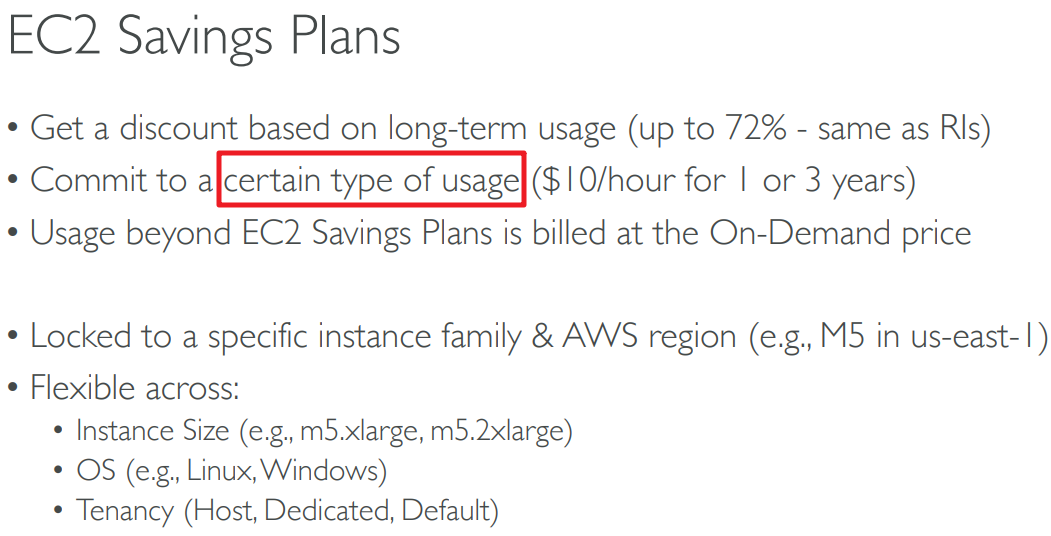 EC2 Savings Plans
• Get a discount based on long-term usage (up to 72% - same as RIs)
• Commit to a certain type of usage ($10/hour for 1 or 3 years)
• Usage beyond EC2 Savings Plans is billed at the On-Demand price
• Locked to a specific instance family & AWS region (e.g., M5 in us-east-1)
• Flexible across:
• Instance Size (e.g., m5.xlarge, m5.2xlarge)
• OS (e.g., Linux, Windows)
• Tenancy (Host, Dedicated, Default)